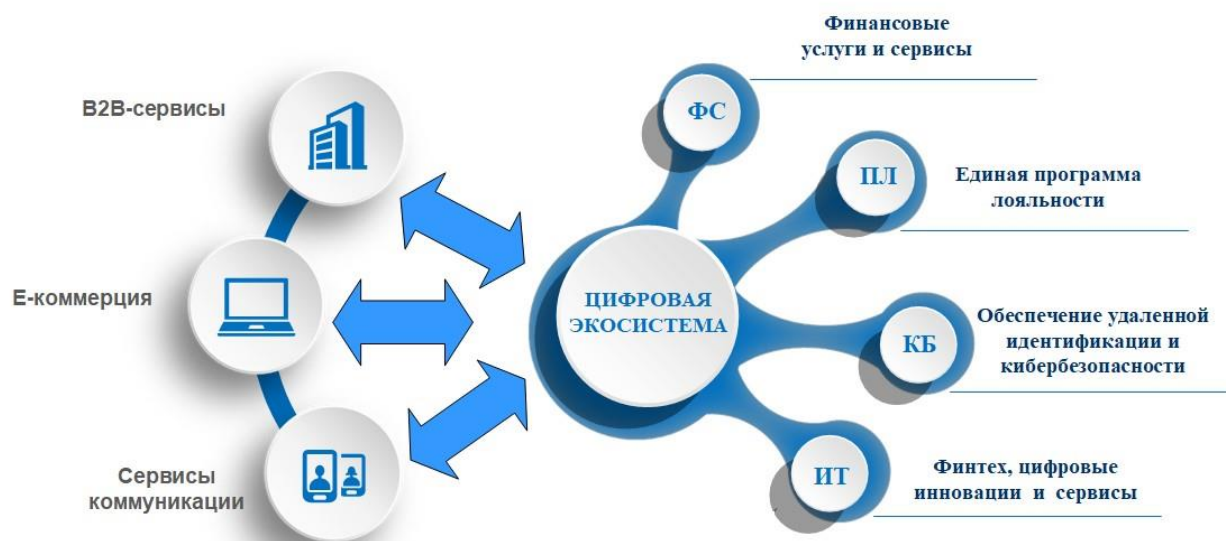 B2B-сервисы
Е-коммерция
Сервисы
коммуникации
ЦИФРОВАЯ
ЭКОСИСТЕМА
ФС
Финансовые
услуги и сервисы
ПЛ
Единая программа
лояльности
КБ
Обеспечение удаленной
идентификации и
кибербезопасности
ИТ
Финтех, цифровые
инновации и сервисы